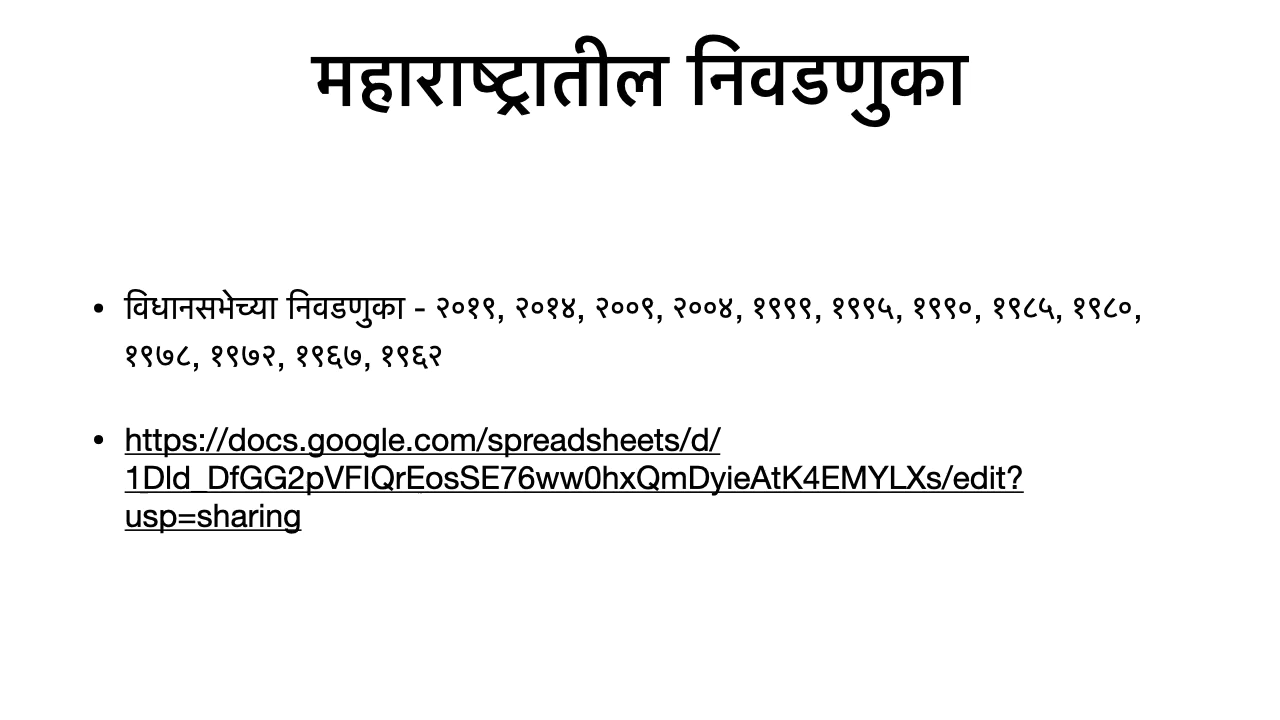 महाराष्ट्रातील निवडणुका
• विधानसभेच्या निवडणुका - २०१९, २०१४, २००९, २००४, १९९९, १९९५, १९९०, १९८५, १९८०,
१९७८, १९७२, १९६७, १९६२
• https://docs.google.com/spreadsheets/d/
1Dld_DfGG2pVFlQrEosSE76ww0hxQmDyieAtK4EMYLXs/edit?
usp=sharing